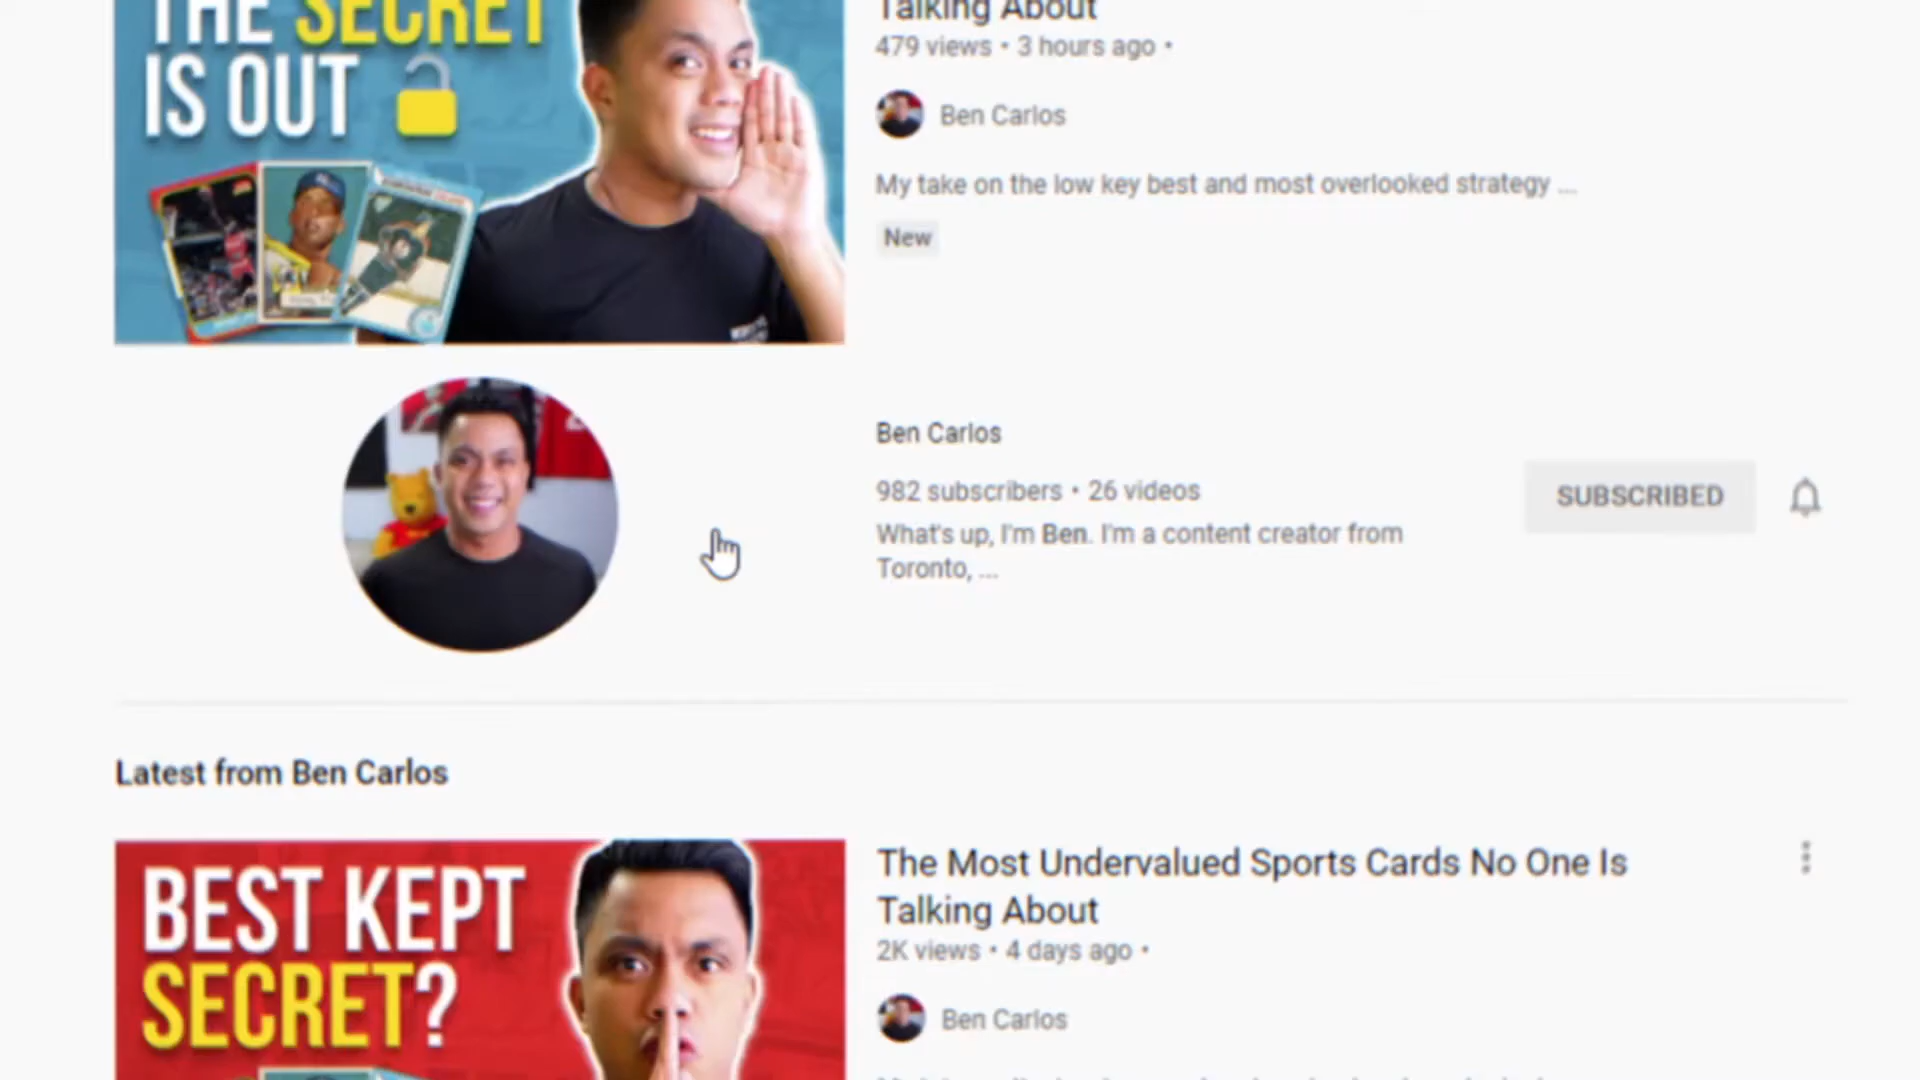 THE SECRET
IS OUT
Talking About
479 views • 3 hours ago •
Ben Carlos
My take on the low key best and most overlooked strategy ...
New
Ben Carlos
982 subscribers • 26 videos
What's up, I'm Ben. I'm a content creator from
Toronto, ...
SUBSCRIBED
Latest from Ben Carlos
BEST KEPT
SECRET?
The Most Undervalued Sports Cards No One Is
Talking About
2K views • 4 days ago •
Ben Carlos